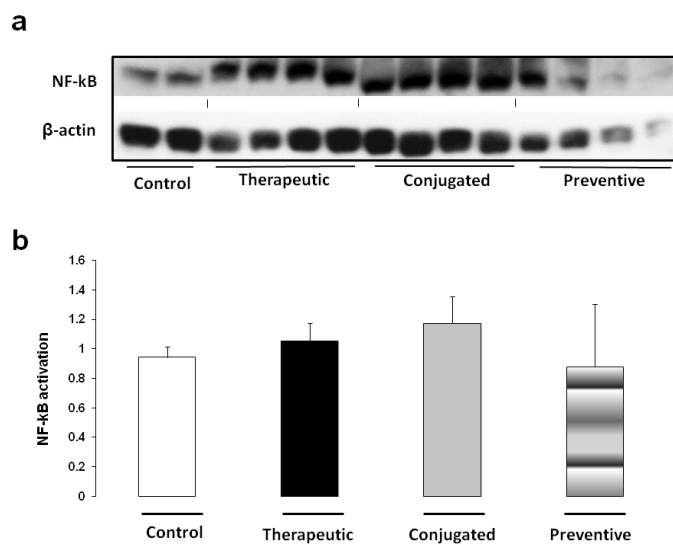 a
NF-kB
β-actin
Control Therapeutic Conjugated Preventive
b
NF-kB activation
1.6
1.4
1.2
1
0.8
0.6
0.4
0.2
0
Control Therapeutic Conjugated Preventive